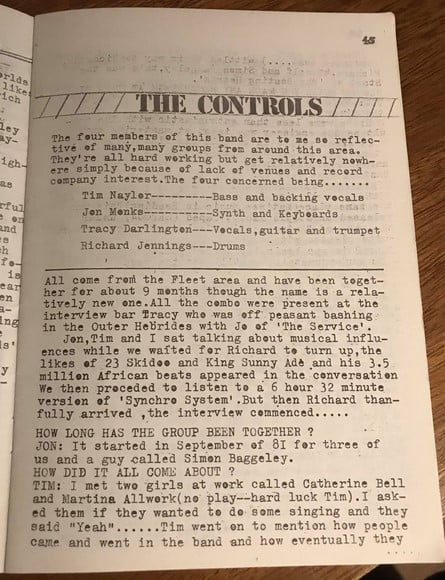 45
THE CONTROLS
The four members of this band are to me so reflec-
tive of many,many groups from around this area.
They're all hard working but get relatively nowh-
ere simply because of lack of venues and record
company interest.The four concerned being.......
Tim Naylor----------Bass and backing vocals
Jon Monks-----------Synth and Keyboards
Tracy Darlington---Vocals,guitar and trumpet
Richard Jennings---Drums
All come from the Fleet area and have been toget-
her for about 9 months though the name is a rela-
tively new one.All the combo were present at the
interview bar Tracy who was off peasant bashing
in the Outer Hebrides with Jo of 'The Service'.
Jon,Tim and I sat talking about musical influ-
ences while we waited for Richard to turn up,the
likes of 23 Skidoo and King Sunny Ade and his 3.5
million African beats appeared in the conversation
We then proceded to listen to a 6 hour 32 minute
version of 'Synchro System'.But then Richard than-
fully arrived ,the interview commenced.....
HOW LONG HAS THE GROUP BEEN TOGETHER ?
JON: It started in September of 8I for three of
us and a guy called Simon Baggeley.
HOW DID IT ALL COME ABOUT ?
TIM: I met two girls at work called Catherine Bell
and Martina Allwork(no play--hard luck Tim).I ask-
ed them if they wanted to do some singing and they
said "Yeah"......Tim went on to mention how people
came and went in the band and how eventually they